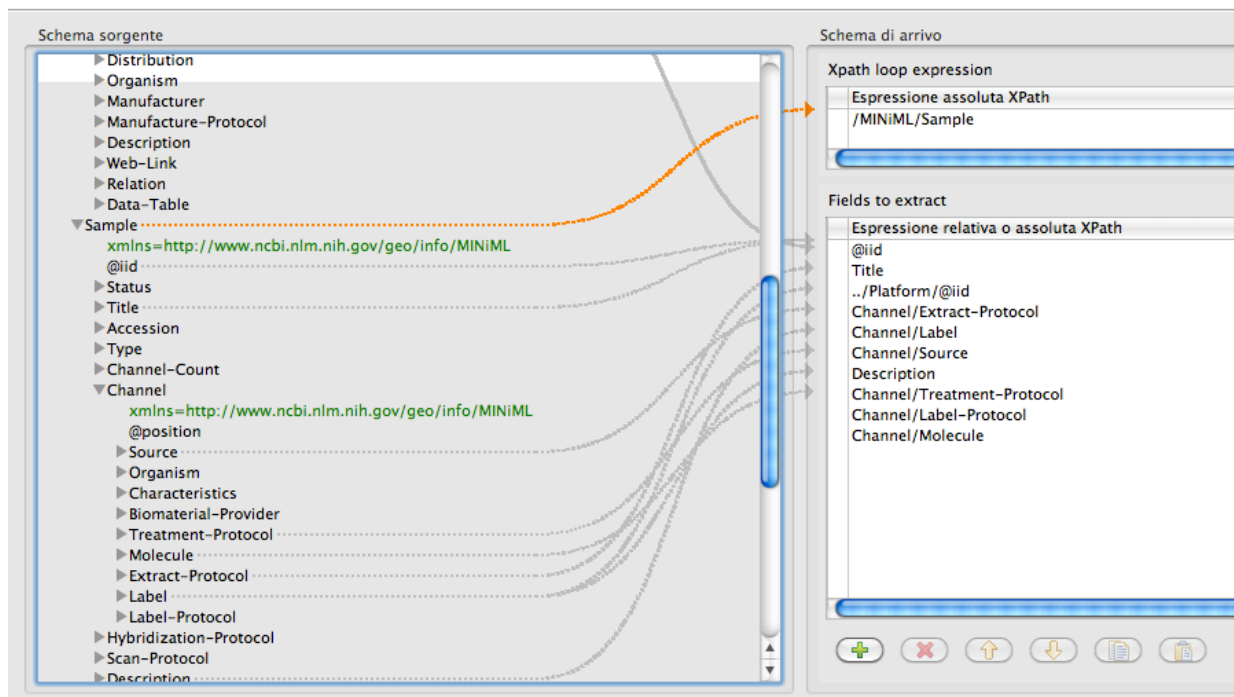 Schema sorgente
Distribution
Organism
Manufacturer
Manufacture-Protocol
Description
Web-Link
Relation
Data-Table
Sample
xmlns=http://www.ncbi.nlm.nih.gov/geo/info/MINiML
@iid
Status
Title
Accession
Type
Channel-Count
Channel
xmlns=http://www.ncbi.nlm.nih.gov/geo/info/MINiML
@position
Source
Organism
Characteristics
Biomaterial-Provider
Treatment-Protocol
Molecule
Extract-Protocol
Label
Label-Protocol
Hybridization-Protocol
Scan-Protocol
Description
Schema di arrivo
Xpath loop expression
Espressione assoluta XPath
/MINiML/Sample
Fields to extract
Espressione relativa o assoluta XPath
@iid
Title
../Platform/@iid
Channel/Extract-Protocol
Channel/Label
Channel/Source
Description
Channel/Treatment-Protocol
Channel/Label-Protocol
Channel/Molecule